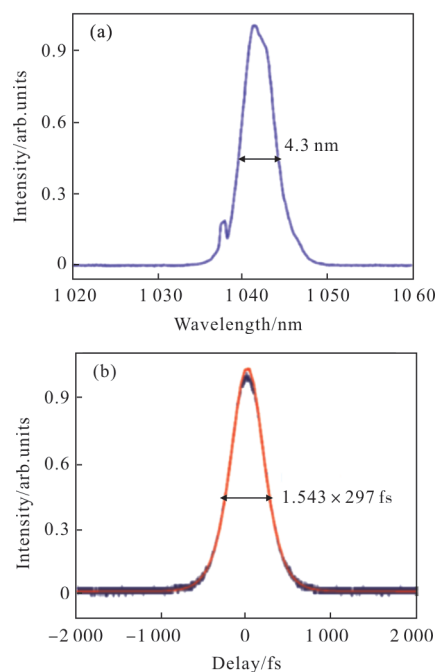 (a)
Intensity/arb.units
0.9
0.6
0.3
0
4.3 nm
1 020
1 030
1 040
1 050
10 60
Wavelength/nm
(b)
Intensity/arb.units
0.9
0.6
0.3
0
1.543 × 297 fs
−2 000
−1 000
0
1 000
2 000
Delay/fs